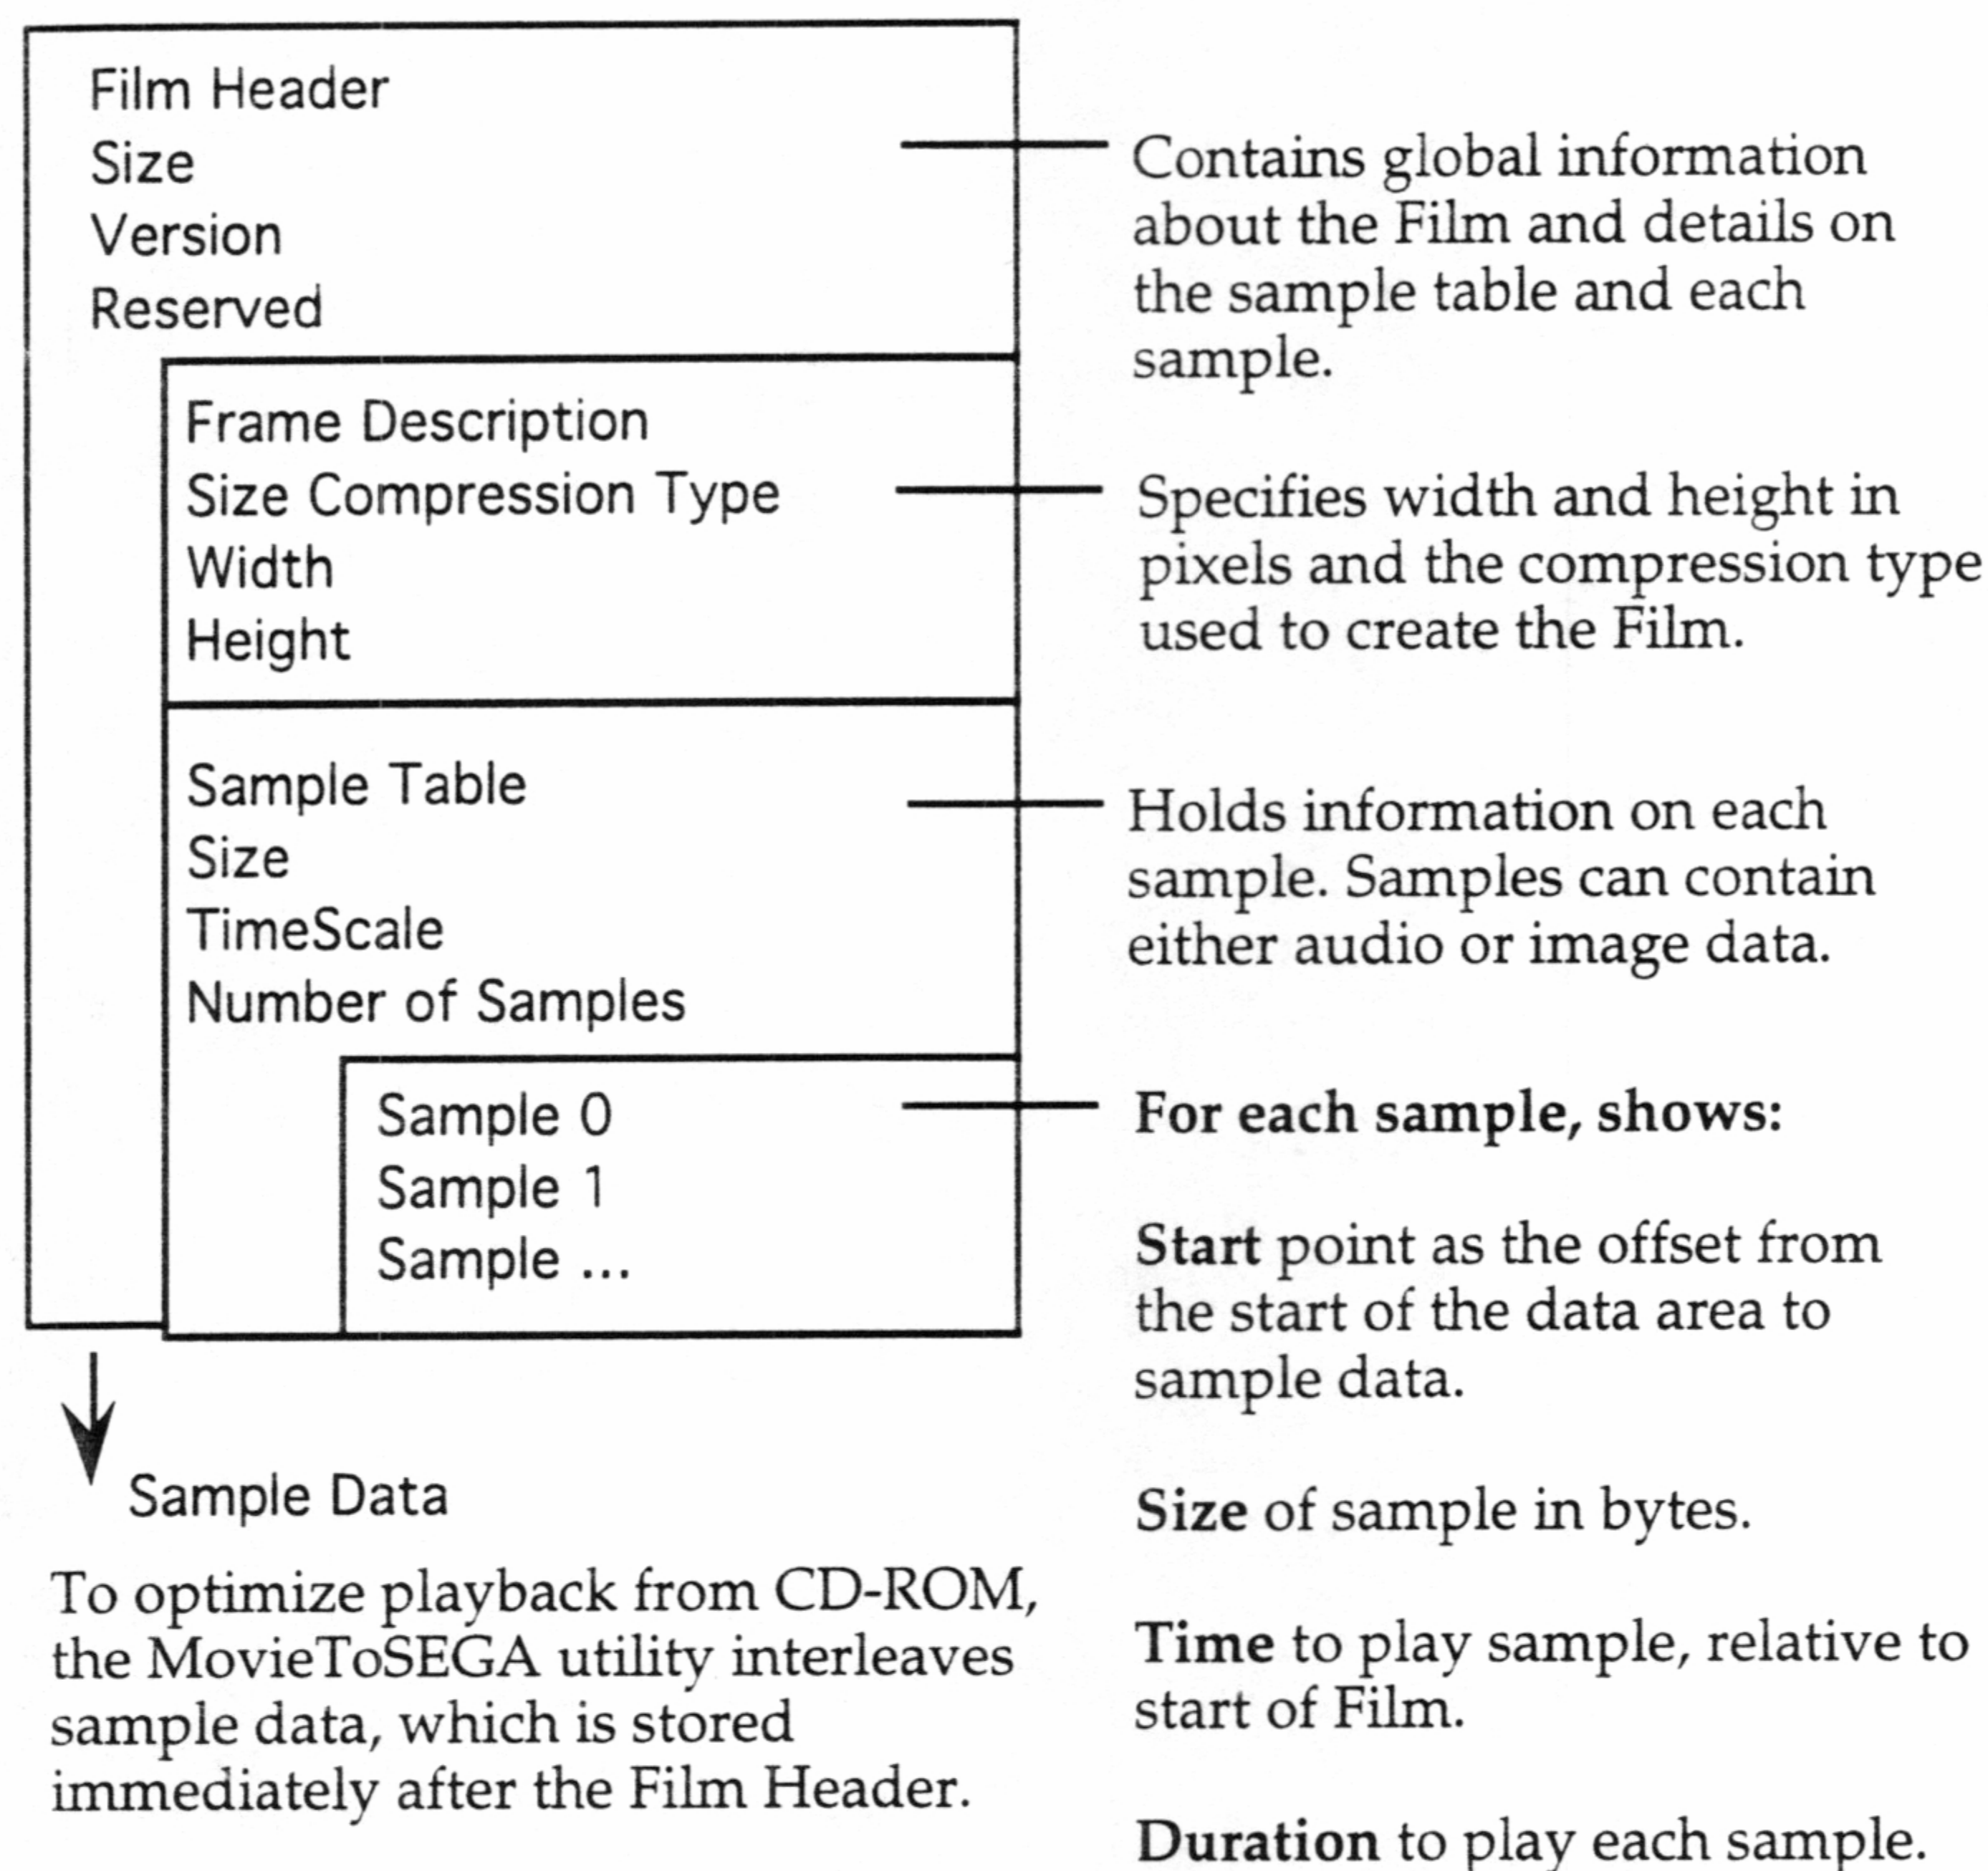 Film Header
Size
Version
Reserved
Contains global information
about the Film and details on
the sample table and each
sample.
Frame Description
Size Compression Type
Width
Height
Specifies width and height in
pixels and the compression type
used to create the Film.
Sample Table
Size
TimeScale
Number of Samples
Holds information on each
sample. Samples can contain
either audio or image data.
Sample 0
Sample 1
Sample ...
For each sample, shows:
Start point as the offset from
the start of the data area to
sample data.
Size of sample in bytes.
Time to play sample, relative to
start of Film.
Duration to play each sample.
Sample Data
To optimize playback from CD-ROM,
the MovieToSEGA utility interleaves
sample data, which is stored
immediately after the Film Header.